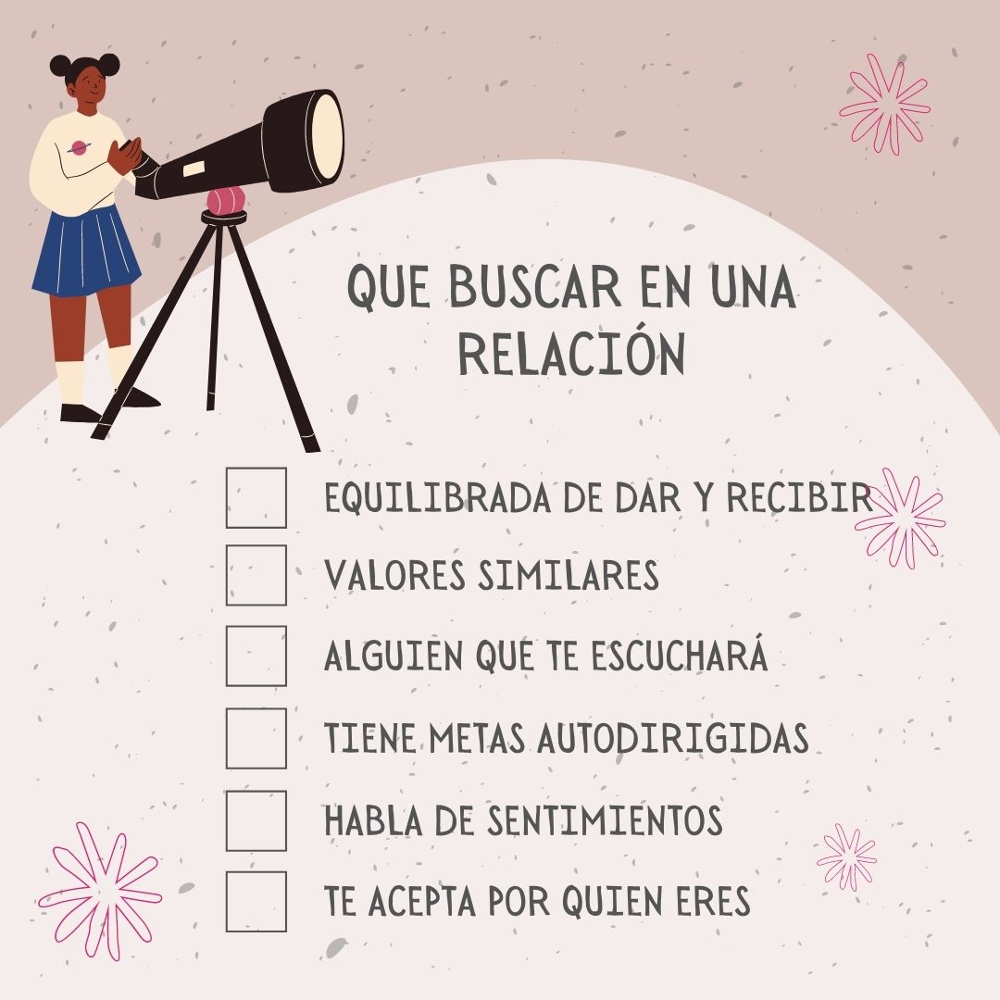 QUE BUSCAR EN UNA
RELACIÓN
EQUILIBRADA DE DAR Y RECIBIR
VALORES SIMILARES
ALGUIEN QUE TE ESCUCHARÁ
TIENE METAS AUTODIRIGIDAS
HABLA DE SENTIMIENTOS
TE ACEPTA POR QUIEN ERES